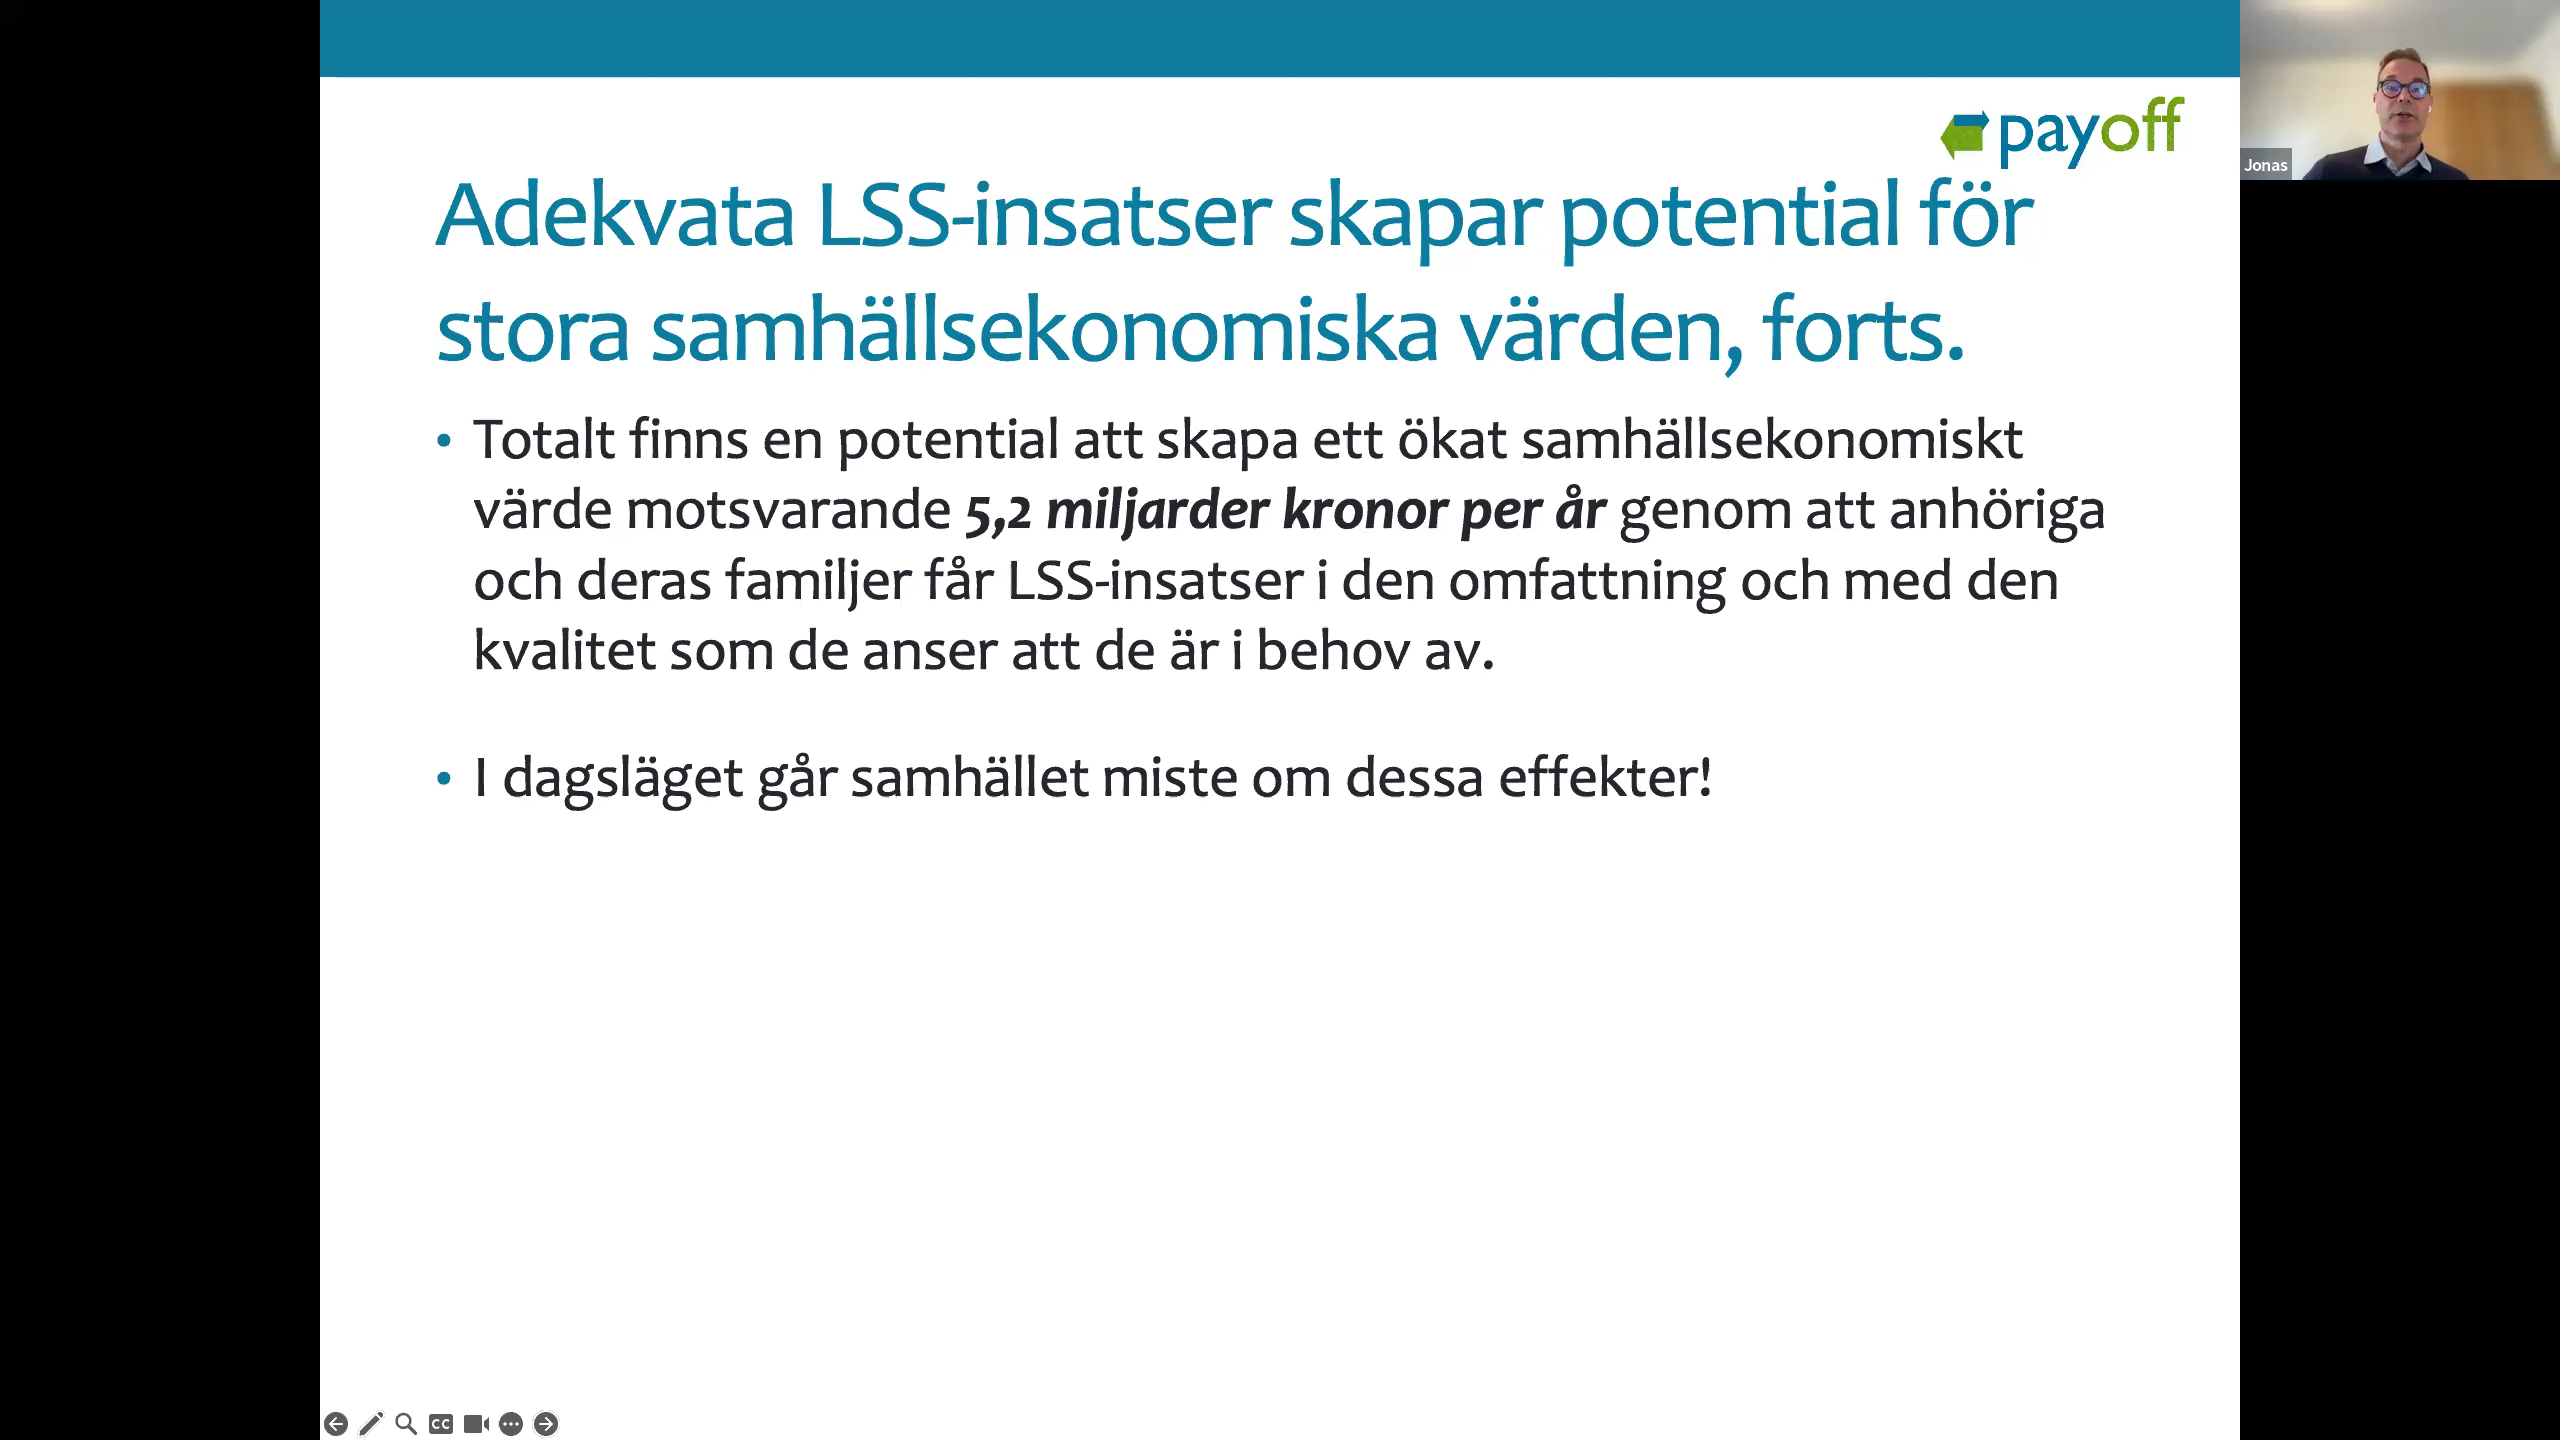 payoff
Jonas
Adekvata LSS-insatser skapar potential för
stora samhällsekonomiska värden, forts.
• Totalt finns en potential att skapa ett ökat samhällsekonomiskt
värde motsvarande 5,2 miljarder kronor per år genom att anhöriga
och deras familjer får LSS-insatser i den omfattning och med den
kvalitet som de anser att de är i behov av.
• I dagsläget går samhället miste om dessa effekter!
CC